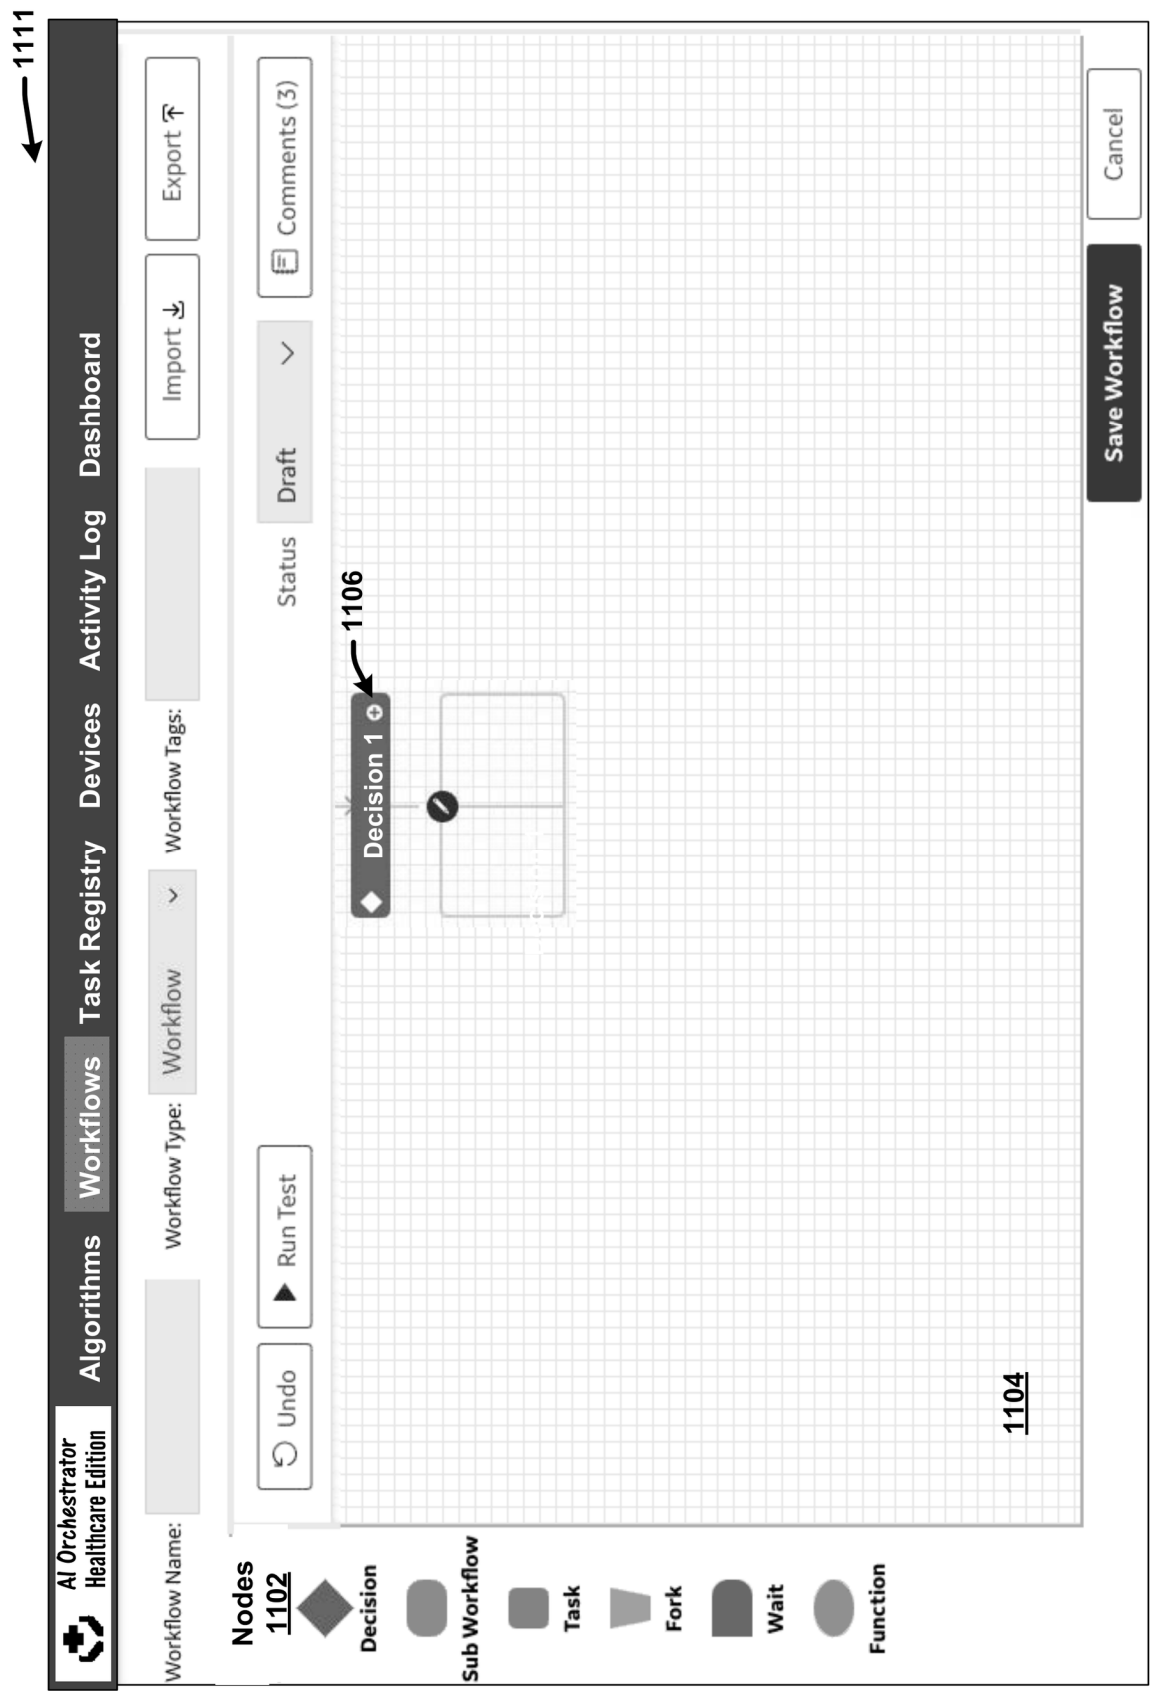 1111
AI Orchestrator
Healthcare Edition
Algorithms Workflows Task Registry Devices Activity Log Dashboard
Workflow Name: Workflow Type: Workflow Workflow Tags: Import Export
Nodes
1102
Undo Run Test Status Draft Comments (3)
Decision
Sub Workflow
Task
Fork
Wait
Function
1106
Decision 1
1104
Save Workflow Cancel